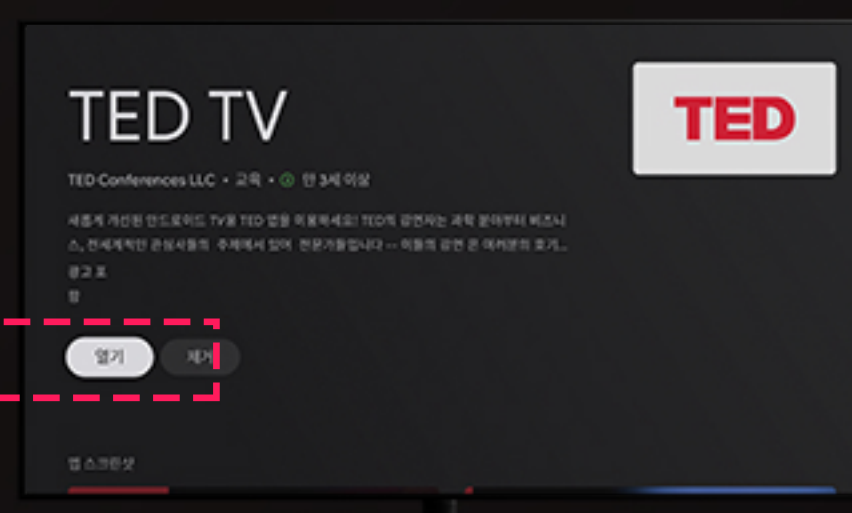 TED TV
TED
TED Conferences LLC • 교육 • 만 3세 이상
새롭게 개선된 안드로이드 TV용 TED 앱을 이용하세요! TED의 강연자는 과학 분야부터 비즈니
스, 전세계적인 관심사들의 주제에서 있어 전문가들입니다 -- 이들의 강연 은 여러분의 호기...
광고 포
함
열기
제거
앱 스크린샷